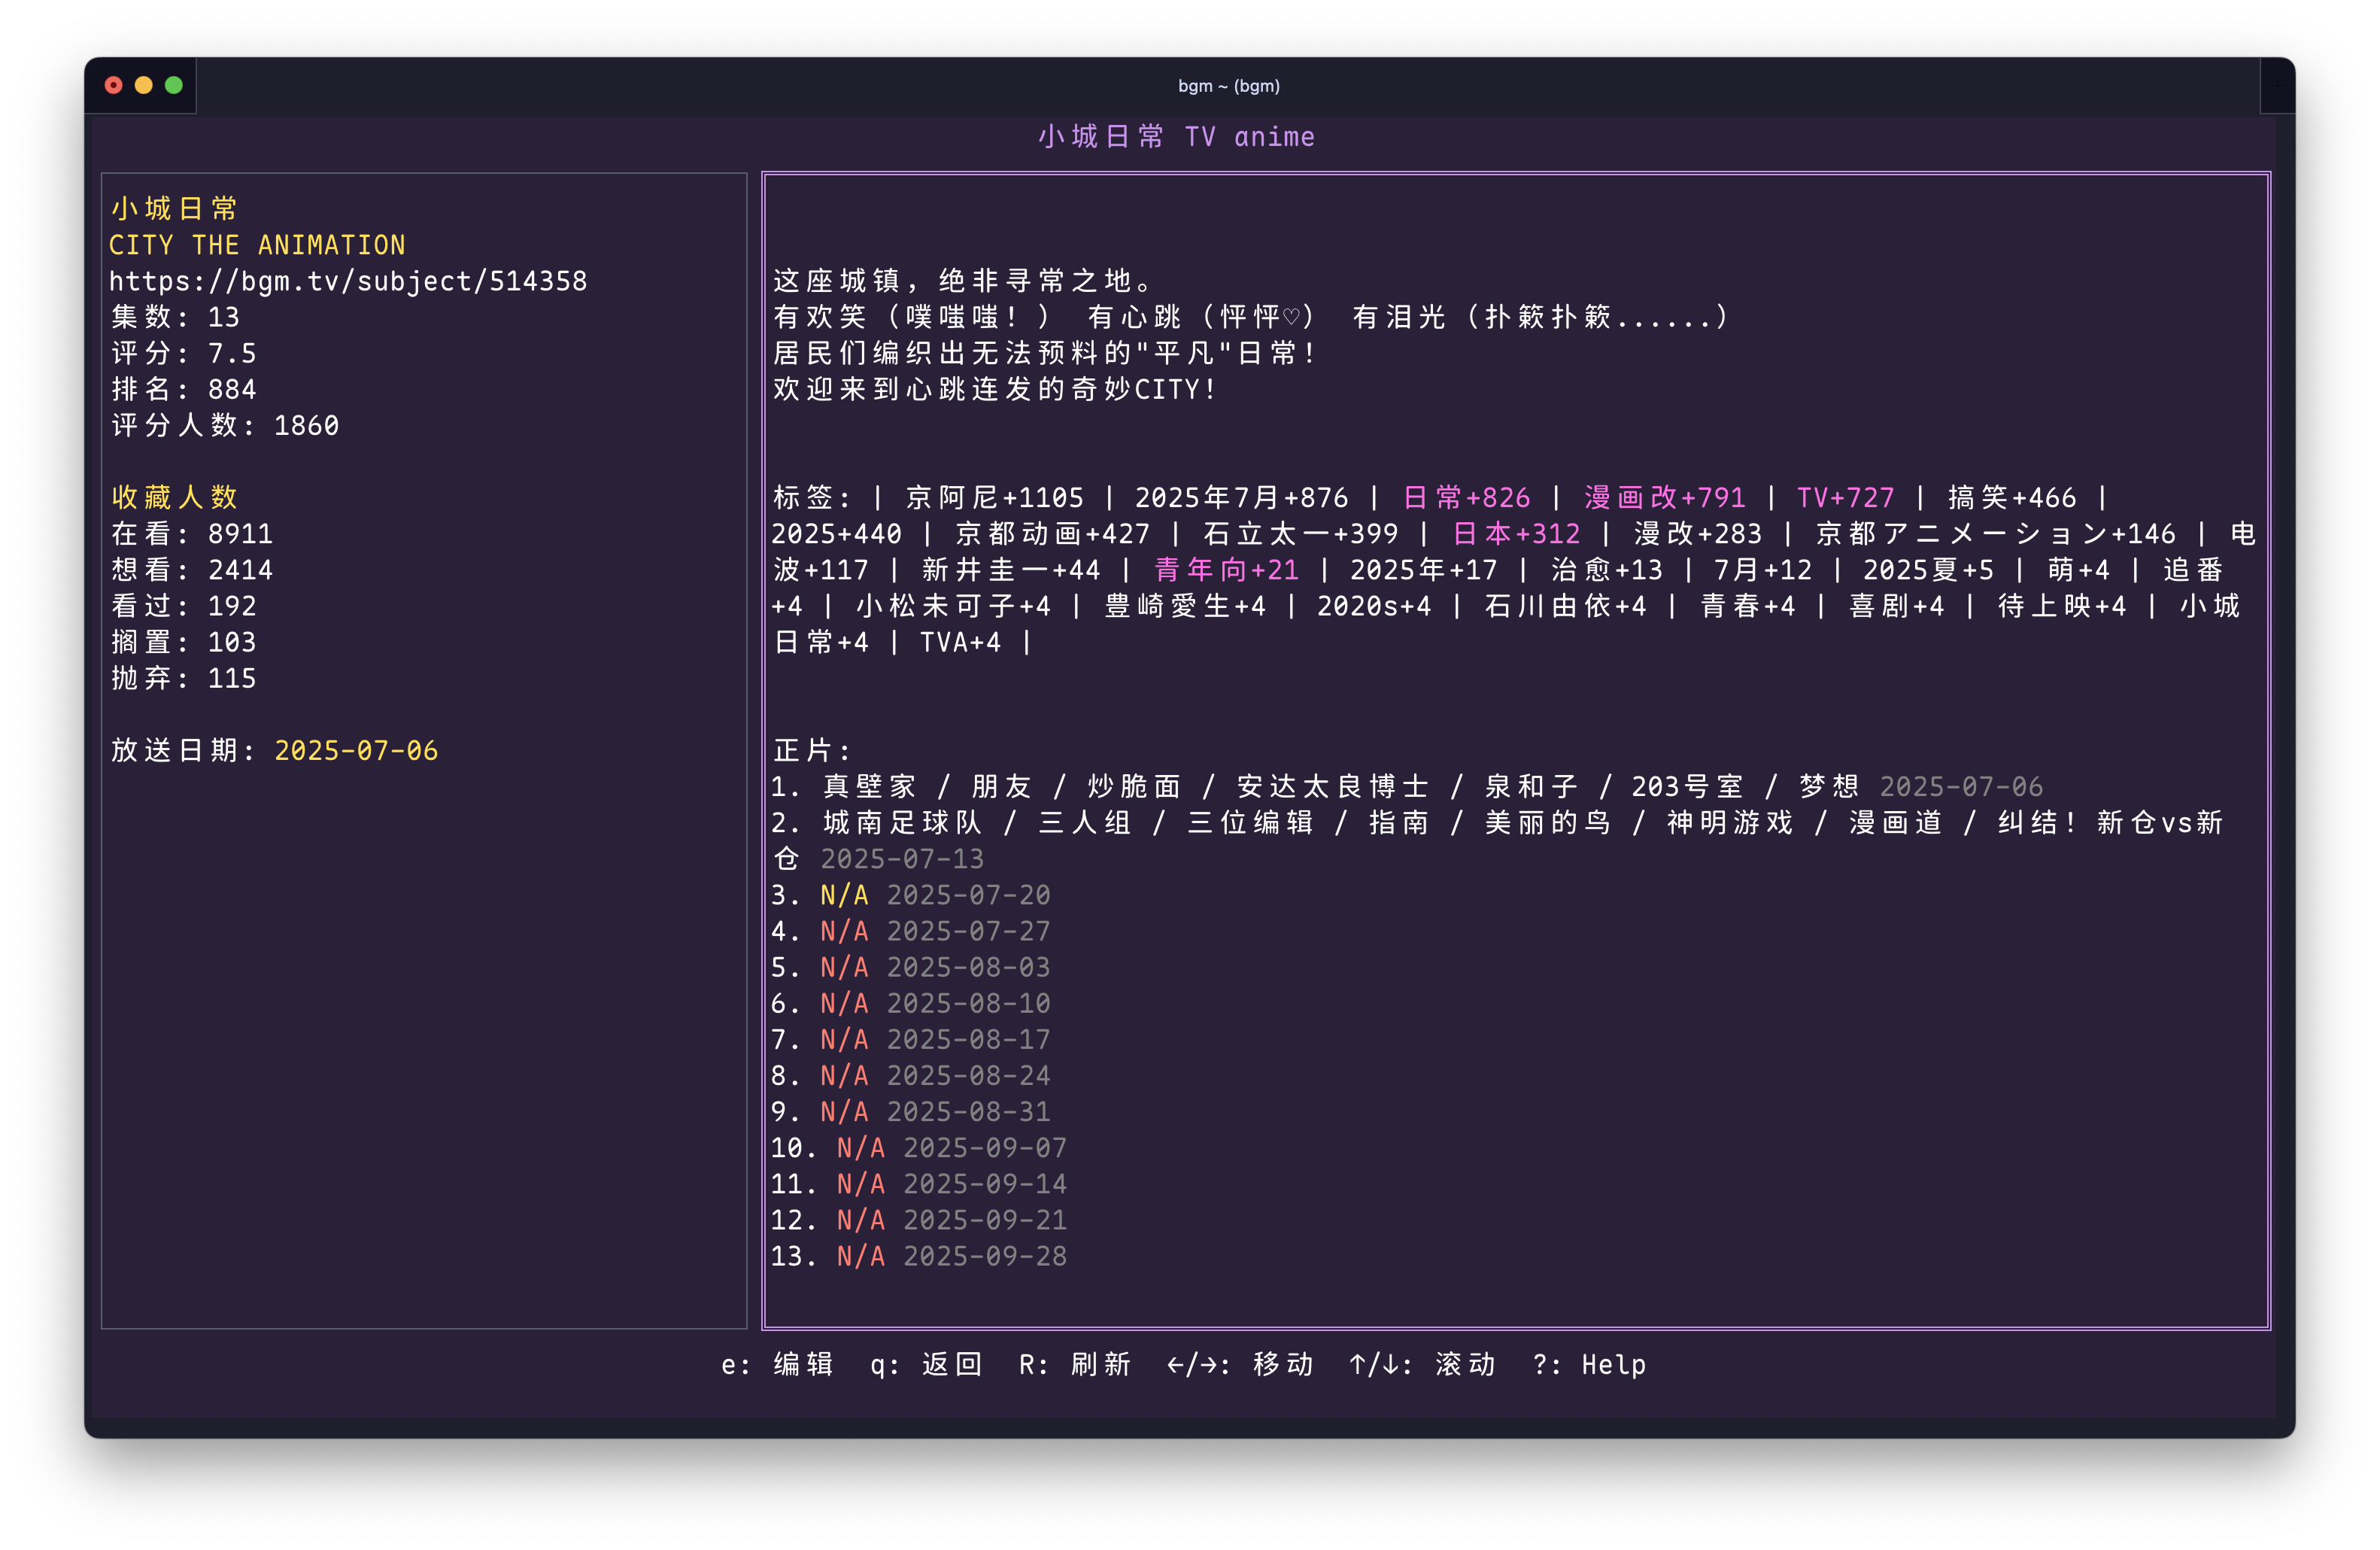 bgm ~ (bgm)
小城日常 TV anime
小城日常
CITY THE ANIMATION
https://bgm.tv/subject/514358
集数: 13
评分: 7.5
排名: 884
评分人数: 1860
收藏人数
在看: 8911
想看: 2414
看过: 192
搁置: 103
抛弃: 115
放送日期: 2025-07-06
这座城镇，绝非寻常之地。
有欢笑（噗嗤嗤！） 有心跳（怦怦♡） 有泪光（扑簌扑簌......）
居民们编织出无法预料的"平凡"日常！
欢迎来到心跳连发的奇妙CITY！
标签: | 京阿尼+1105 | 2025年7月+876 | 日常+826 | 漫画改+791 | TV+727 | 搞笑+466 |
2025+440 | 京都动画+427 | 石立太一+399 | 日本+312 | 漫改+283 | 京都アニメーション+146 | 电
波+117 | 新井圭一+44 | 青年向+21 | 2025年+17 | 治愈+13 | 7月+12 | 2025夏+5 | 萌+4 | 追番
+4 | 小松未可子+4 | 豊崎愛生+4 | 2020s+4 | 石川由依+4 | 青春+4 | 喜剧+4 | 待上映+4 | 小城
日常+4 | TVA+4 |
正片:
1. 真壁家 / 朋友 / 炒脆面 / 安达太良博士 / 泉和子 / 203号室 / 梦想 2025-07-06
2. 城南足球队 / 三人组 / 三位编辑 / 指南 / 美丽的鸟 / 神明游戏 / 漫画道 / 纠结！新仓vs新
仓 2025-07-13
3. N/A 2025-07-20
4. N/A 2025-07-27
5. N/A 2025-08-03
6. N/A 2025-08-10
7. N/A 2025-08-17
8. N/A 2025-08-24
9. N/A 2025-08-31
10. N/A 2025-09-07
11. N/A 2025-09-14
12. N/A 2025-09-21
13. N/A 2025-09-28
e: 编辑 q: 返回 R: 刷新 ←/→: 移动 ↑/↓: 滚动 ?: Help